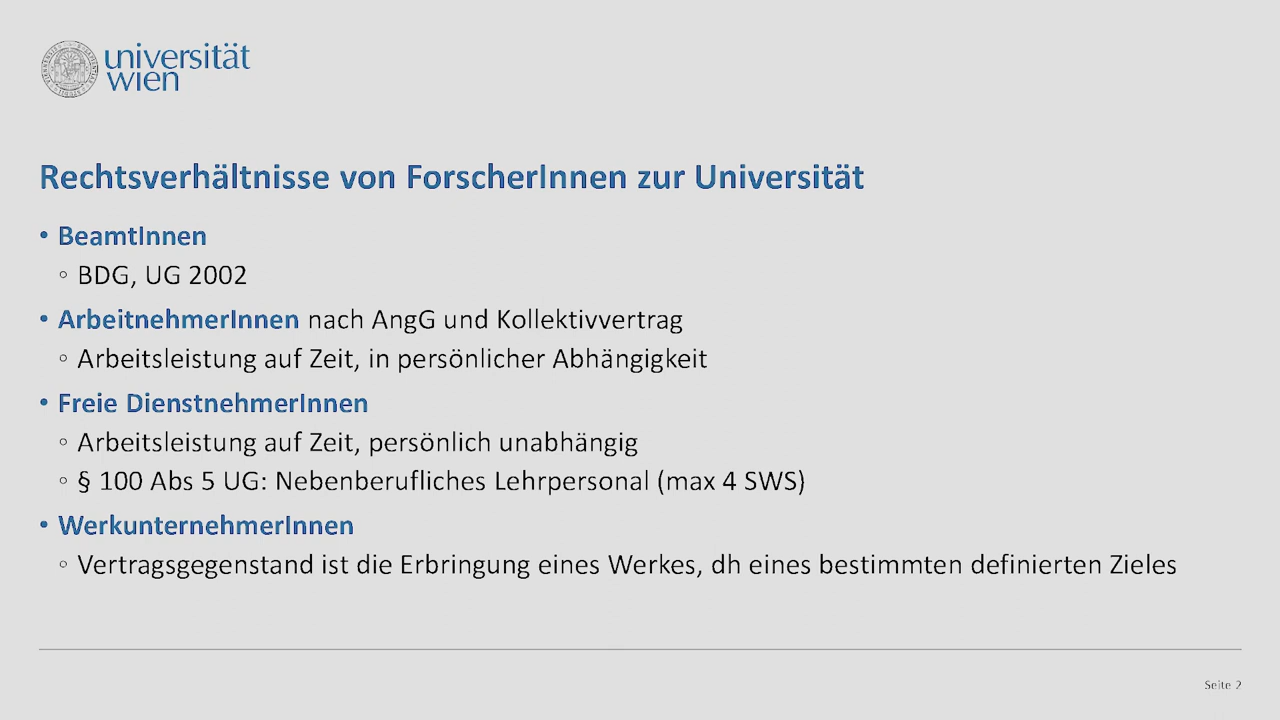 universität
wien
Rechtsverhältnisse von ForscherInnen zur Universität
• BeamtInnen
◦ BDG, UG 2002
• ArbeitnehmerInnen nach AngG und Kollektivvertrag
◦ Arbeitsleistung auf Zeit, in persönlicher Abhängigkeit
• Freie DienstnehmerInnen
◦ Arbeitsleistung auf Zeit, persönlich unabhängig
◦ § 100 Abs 5 UG: Nebenberufliches Lehrpersonal (max 4 SWS)
• WerkunternehmerInnen
◦ Vertragsgegenstand ist die Erbringung eines Werkes, dh eines bestimmten definierten Zieles
Seite 2